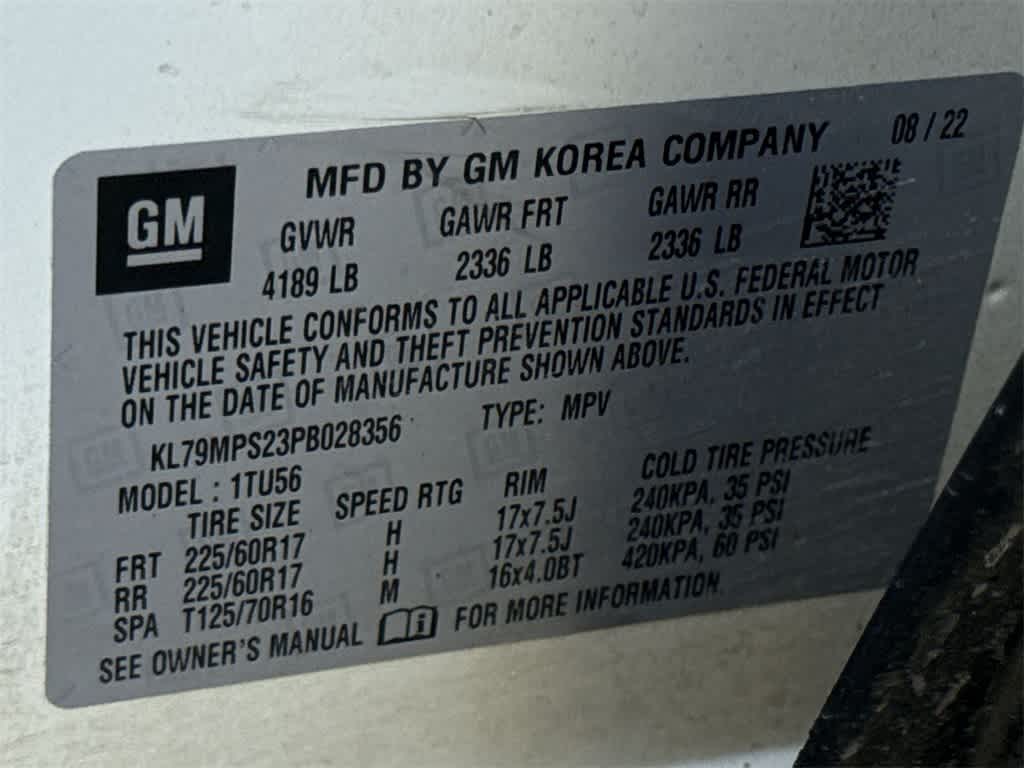 GM
MFD BY GM KOREA COMPANY 08 / 22
GVWR GAWR FRT GAWR RR
4189 LB 2336 LB 2336 LB
THIS VEHICLE CONFORMS TO ALL APPLICABLE U.S. FEDERAL MOTOR
VEHICLE SAFETY AND THEFT PREVENTION STANDARDS IN EFFECT
ON THE DATE OF MANUFACTURE SHOWN ABOVE.
KL79MPS23PB028356 TYPE: MPV
MODEL : 1TU56
TIRE SIZE SPEED RTG RIM COLD TIRE PRESSURE
FRT 225/60R17 H 17x7.5J 240KPA, 35 PSI
RR 225/60R17 H 17x7.5J 240KPA, 35 PSI
SPA T125/70R16 M 16x4.0BT 420KPA, 60 PSI
SEE OWNER'S MANUAL i FOR MORE INFORMATION.